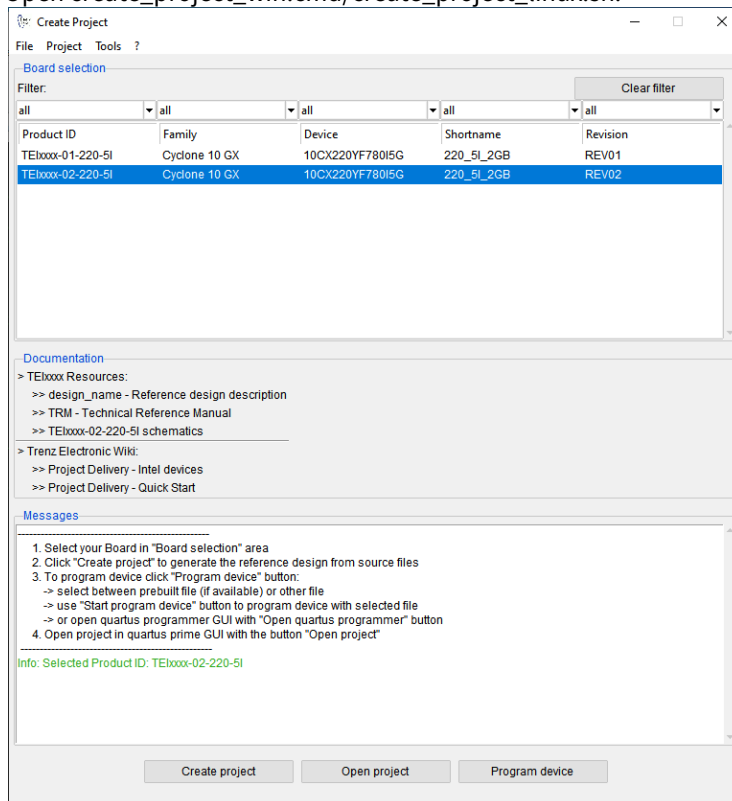 Open create_project_win.cmd/create_project_linux.sh:
Create Project
File Project Tools ?
Board selection
Filter:
Clear filter
all all all all all
Product ID Family Device Shortname Revision
TEIxxxx-01-220-5I Cyclone 10 GX 10CX220YF780I5G 220_5I_2GB REV01
TEIxxxx-02-220-5I Cyclone 10 GX 10CX220YF780I5G 220_5I_2GB REV02
Documentation
> TEIxxxx Resources:
>> design_name - Reference design description
>> TRM - Technical Reference Manual
>> TEIxxxx-02-220-5I schematics
> Trenz Electronic Wiki:
>> Project Delivery - Intel devices
>> Project Delivery - Quick Start
Messages
------------------------------------------------
1. Select your Board in "Board selection" area
2. Click "Create project" to generate the reference design from source files
3. To program device click "Program device" button:
-> select between prebuilt file (if available) or other file
-> use "Start program device" button to program device with selected file
-> or open quartus programmer GUI with "Open quartus programmer" button
4. Open project in quartus prime GUI with the button "Open project"
------------------------------------------------
Info: Selected Product ID: TEIxxxx-02-220-5I
Create project Open project Program device